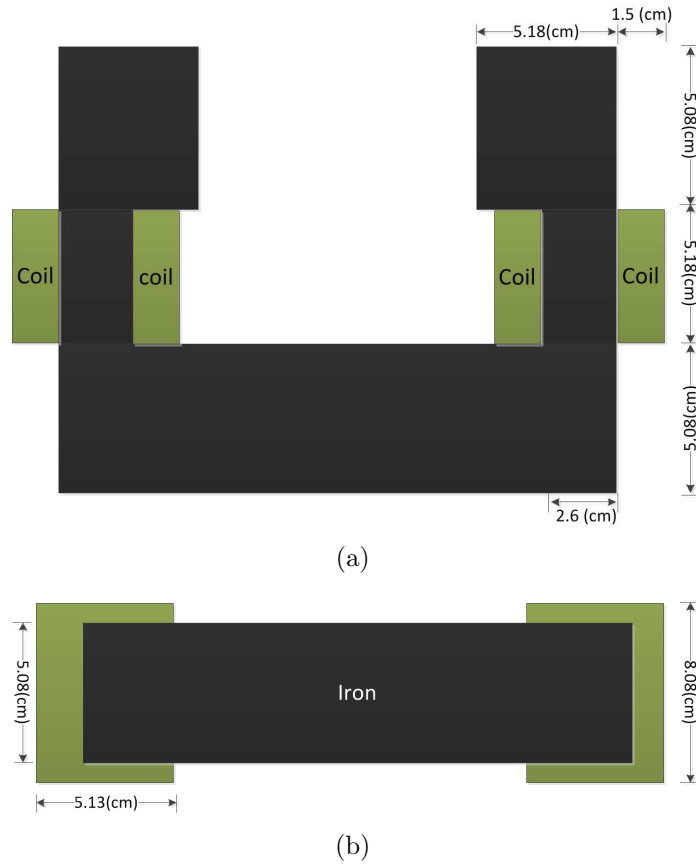 5.18(cm)
1.5 (cm)
5.08(cm)
Coil
coil
Coil
Coil
5.18(cm)
5.08(cm)
2.6 (cm)
(a)
5.08(cm)
Iron
8.08(cm)
5.13(cm)
(b)